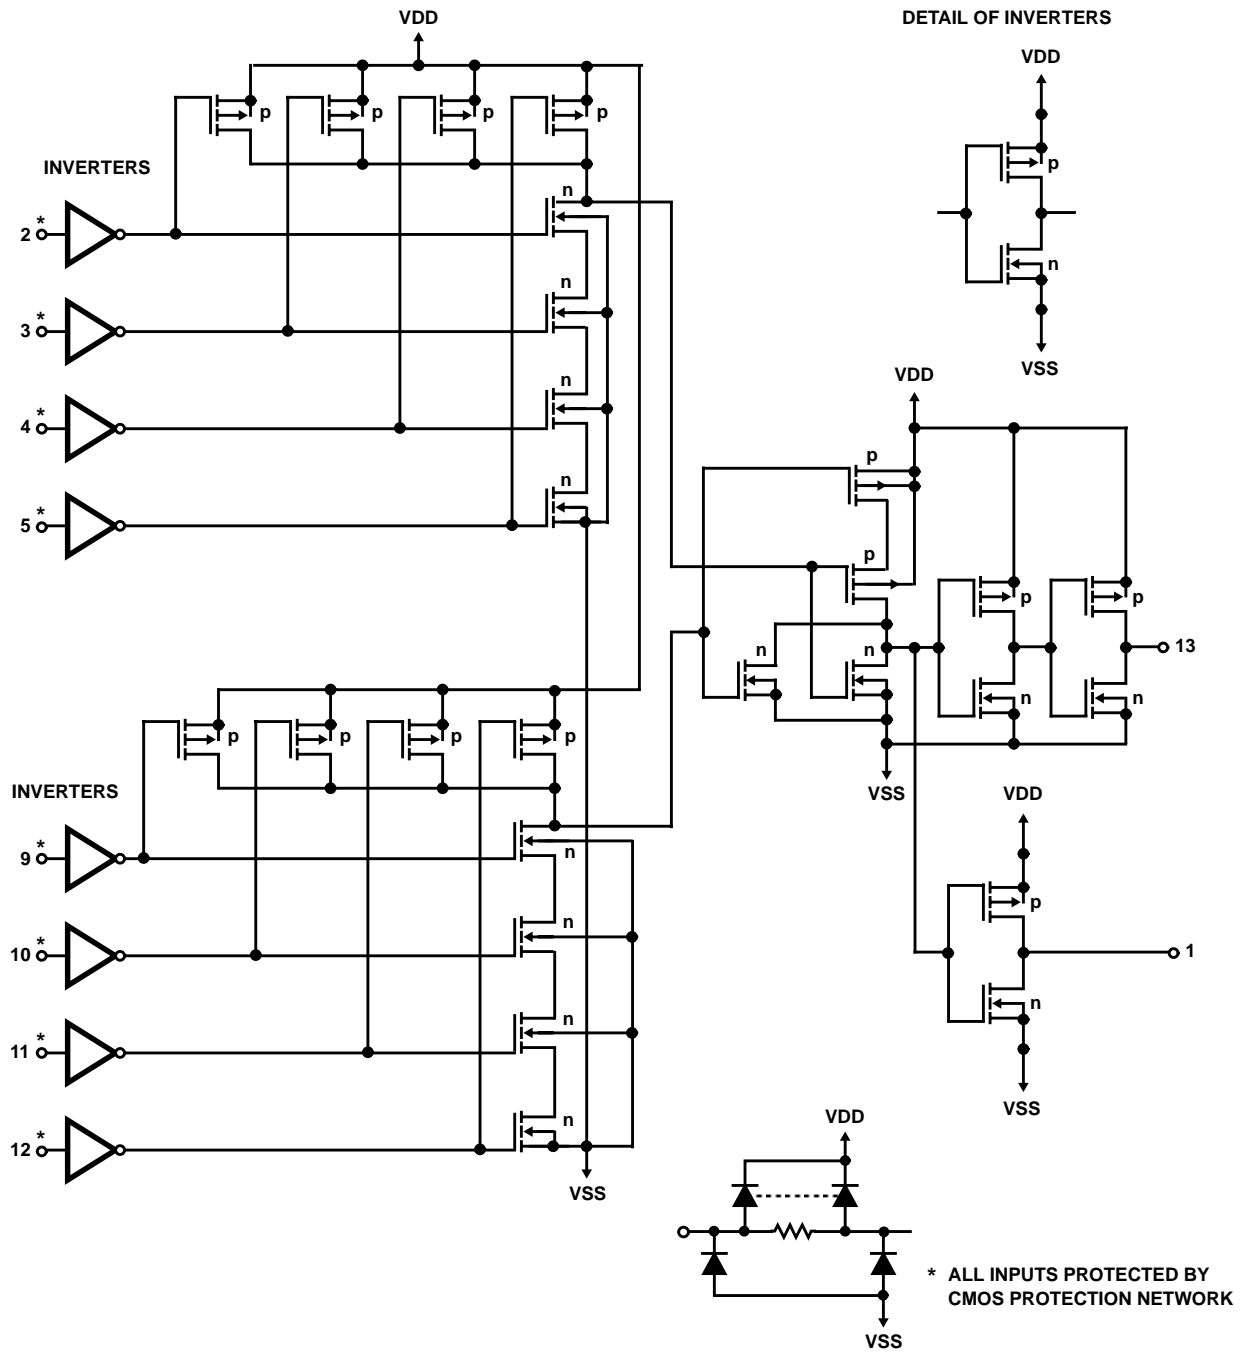 VDD
DETAIL OF INVERTERS
VDD
p
p
p
p
INVERTERS
p
n
* 2
n
n
* 3
VSS
n
VDD
* 4
p
n
* 5
p
p
p
n
n
13
n
n
p
p
p
p
VSS
VDD
INVERTERS
* 9
n
p
n
* 10
1
n
n
* 11
VSS
n
VDD
* 12
VSS
* ALL INPUTS PROTECTED BY
CMOS PROTECTION NETWORK
VSS